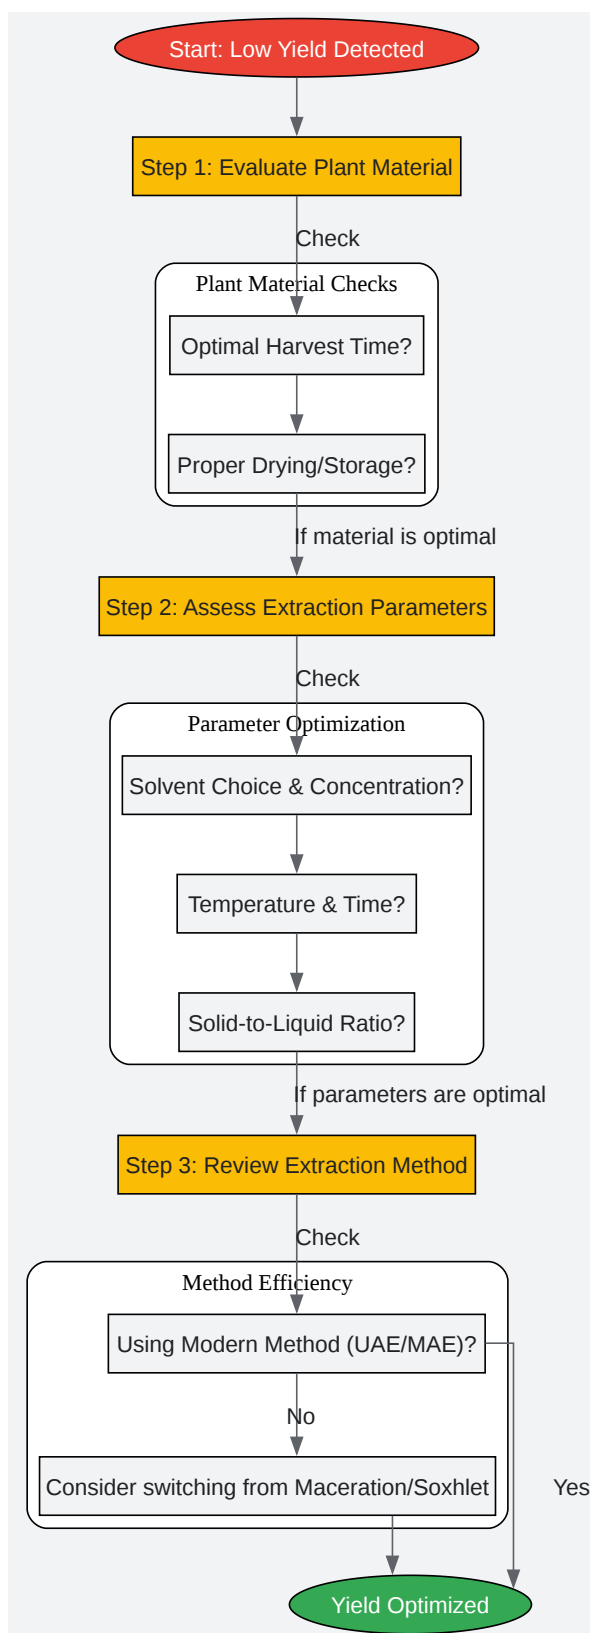 Start: Low Yield Detected
Step 1: Evaluate Plant Material
Check
Plant Material Checks
Optimal Harvest Time?
Proper Drying/Storage?
If material is optimal
Step 2: Assess Extraction Parameters
Check
Parameter Optimization
Solvent Choice & Concentration?
Temperature & Time?
Solid-to-Liquid Ratio?
If parameters are optimal
Step 3: Review Extraction Method
Check
Method Efficiency
Using Modern Method (UAE/MAE)?
No
Consider switching from Maceration/Soxhlet
Yes
Yield Optimized